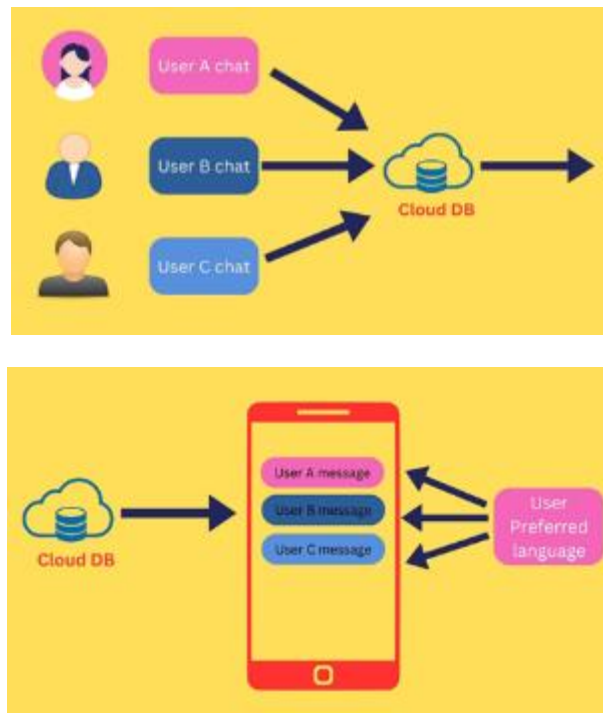 User A chat
User B chat
Cloud DB
User C chat
User A message
User B message
User C message
Cloud DB
User
Preferred
language